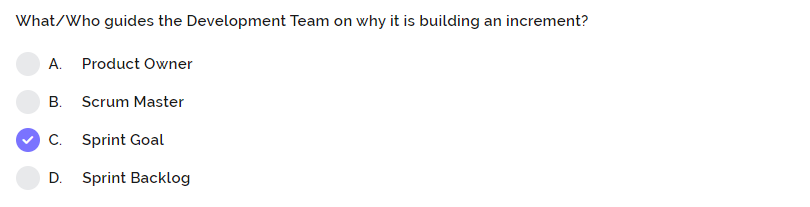 What/Who guides the Development Team on why it is building an increment?
A. Product Owner
B. Scrum Master
C. Sprint Goal
D. Sprint Backlog